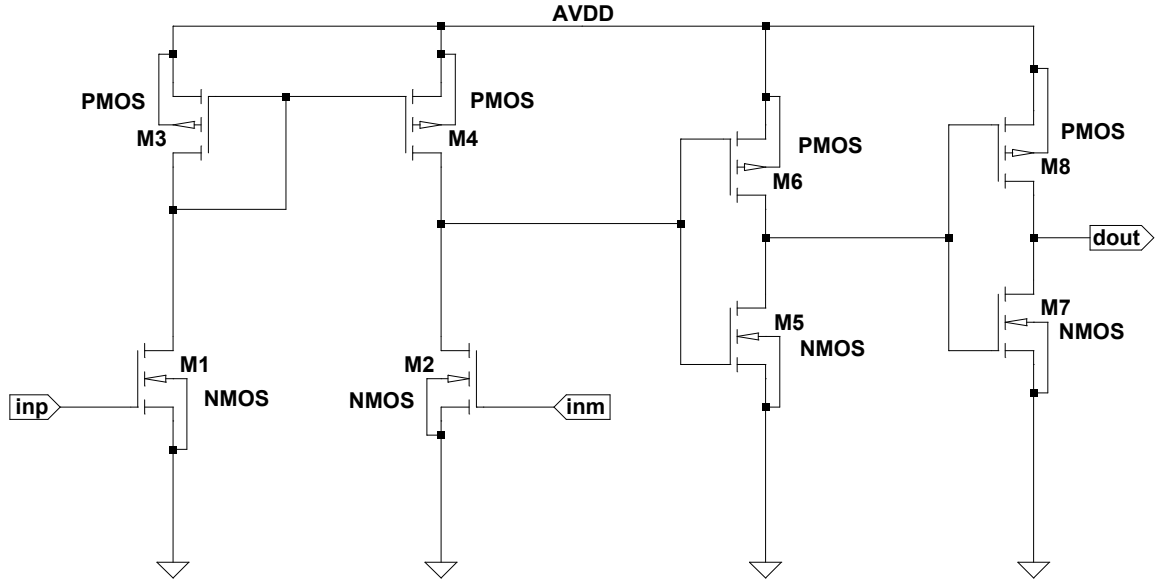 AVDD
PMOS
M3
PMOS
M4
PMOS
M6
PMOS
M8
dout
M1
NMOS
inp
M2
NMOS
inm
M5
NMOS
M7
NMOS